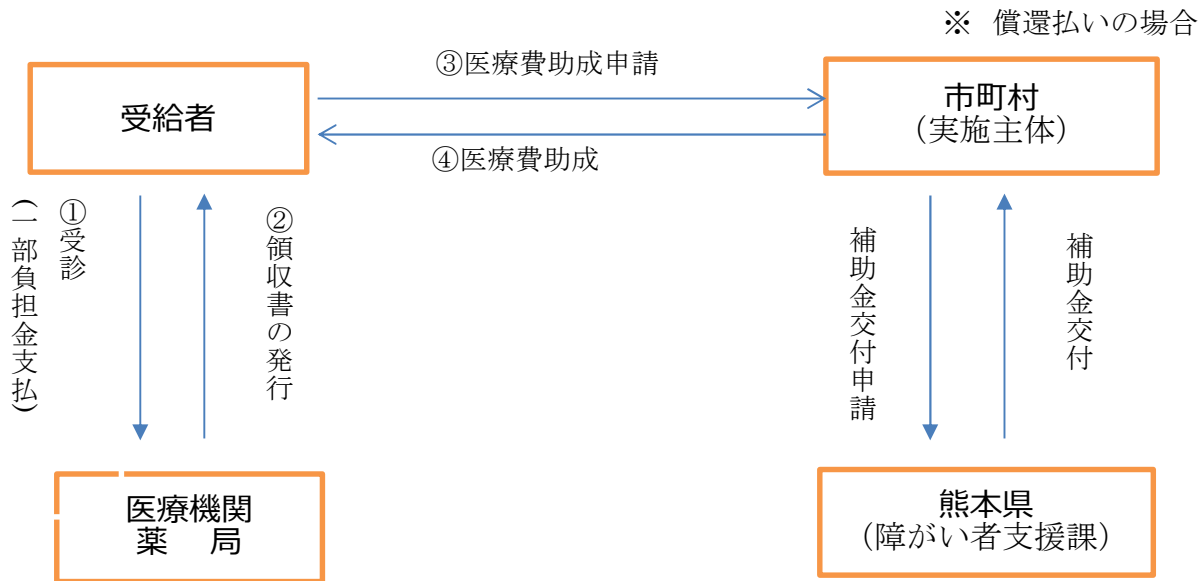 ※ 償還払いの場合
③医療費助成申請
受給者
市町村
(実施主体)
④医療費助成
①受診
(一部負担金支払)
②領収書の発行
補助金交付申請
補助金交付
医療機関
薬 局
熊本県
(障がい者支援課)